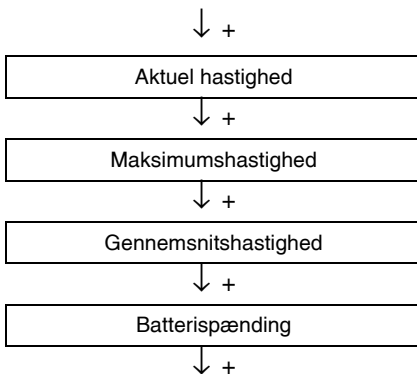 ↓ +
Aktuel hastighed
↓ +
Maksimumshastighed
↓ +
Gennemsnitshastighed
↓ +
Batterispænding
↓ +